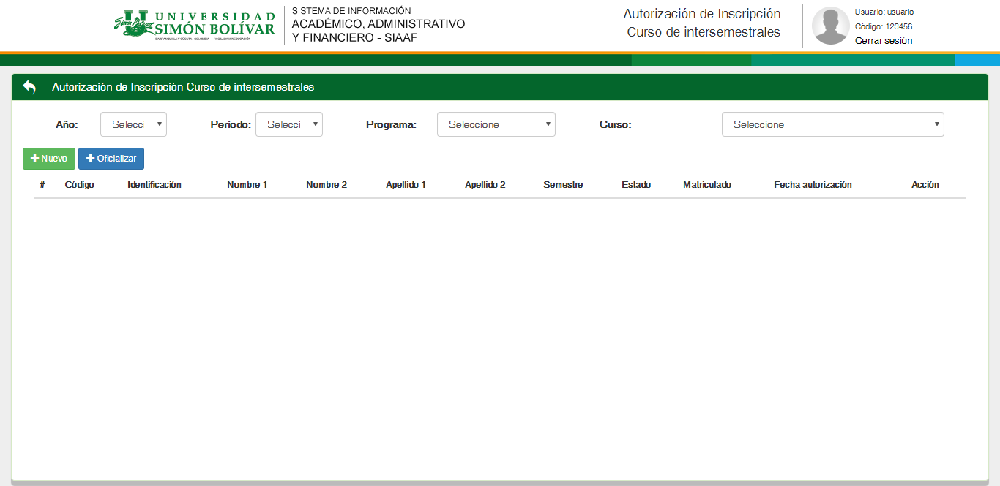 UNIVERSIDAD
SIMÓN BOLÍVAR
BARRANQUILLA Y CÚCUTA - COLOMBIA | VIGILADA MINEDUCACIÓN
SISTEMA DE INFORMACIÓN
ACADÉMICO, ADMINISTRATIVO
Y FINANCIERO - SIAAF
Autorización de Inscripción
Curso de intersemestrales
Usuario: usuario
Código: 123456
Cerrar sesión
Autorización de Inscripción Curso de intersemestrales
Año: Selecc Periodo: Selecci Programa: Seleccione Curso: Seleccione
Nuevo Oficializar
# Código Identificación Nombre 1 Nombre 2 Apellido 1 Apellido 2 Semestre Estado Matriculado Fecha autorización Acción